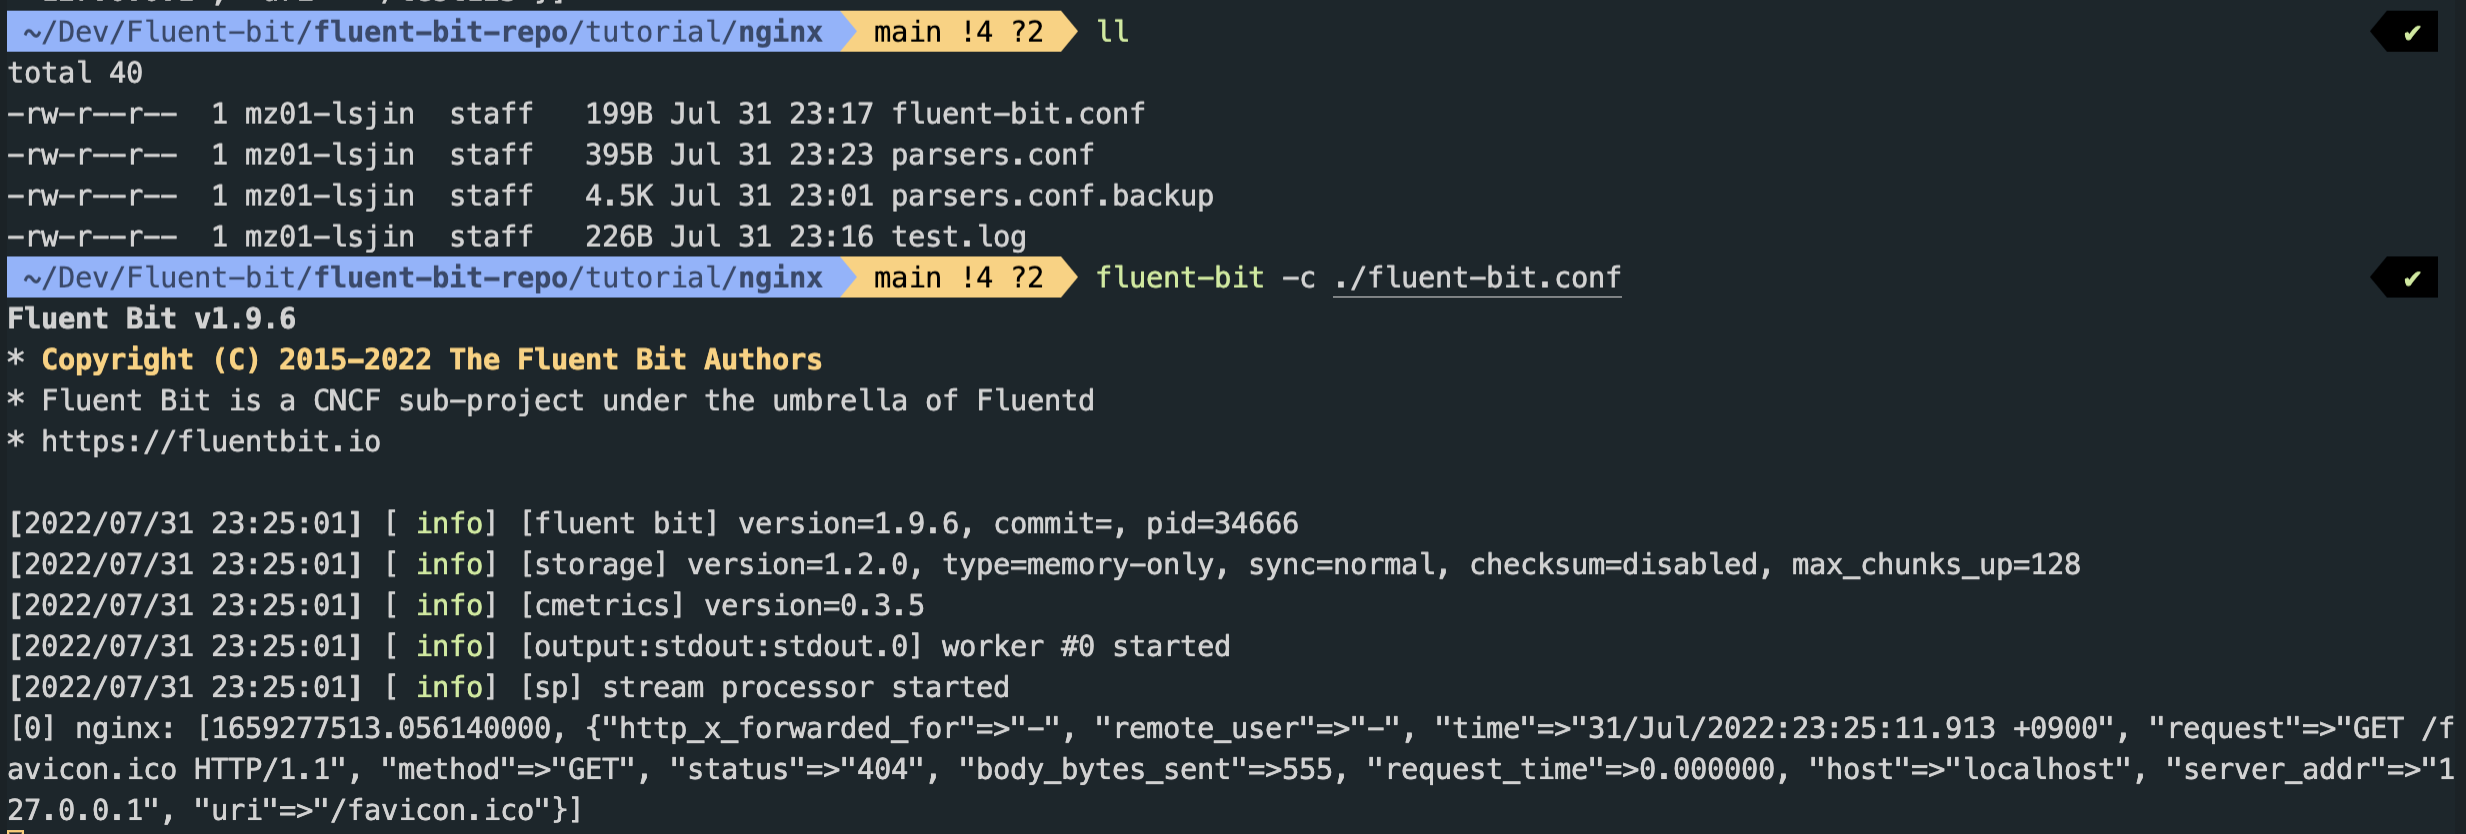 ~/Dev/Fluent-bit/fluent-bit-repo/tutorial/nginx main !4 ?2 ll ✔
total 40
-rw-r--r-- 1 mz01-lsjin staff 199B Jul 31 23:17 fluent-bit.conf
-rw-r--r-- 1 mz01-lsjin staff 395B Jul 31 23:23 parsers.conf
-rw-r--r-- 1 mz01-lsjin staff 4.5K Jul 31 23:01 parsers.conf.backup
-rw-r--r-- 1 mz01-lsjin staff 226B Jul 31 23:16 test.log
~/Dev/Fluent-bit/fluent-bit-repo/tutorial/nginx main !4 ?2 fluent-bit -c ./fluent-bit.conf ✔
Fluent Bit v1.9.6
* Copyright (C) 2015-2022 The Fluent Bit Authors
* Fluent Bit is a CNCF sub-project under the umbrella of Fluentd
* https://fluentbit.io
[2022/07/31 23:25:01] [ info] [fluent bit] version=1.9.6, commit=, pid=34666
[2022/07/31 23:25:01] [ info] [storage] version=1.2.0, type=memory-only, sync=normal, checksum=disabled, max_chunks_up=128
[2022/07/31 23:25:01] [ info] [cmetrics] version=0.3.5
[2022/07/31 23:25:01] [ info] [output:stdout:stdout.0] worker #0 started
[2022/07/31 23:25:01] [ info] [sp] stream processor started
[0] nginx: [1659277513.056140000, {"http_x_forwarded_for"=>"-", "remote_user"=>"-", "time"=>"31/Jul/2022:23:25:11.913 +0900", "request"=>"GET /f
avicon.ico HTTP/1.1", "method"=>"GET", "status"=>"404", "body_bytes_sent"=>555, "request_time"=>0.000000, "host"=>"localhost", "server_addr"=>"1
27.0.0.1", "uri"=>"/favicon.ico"}]